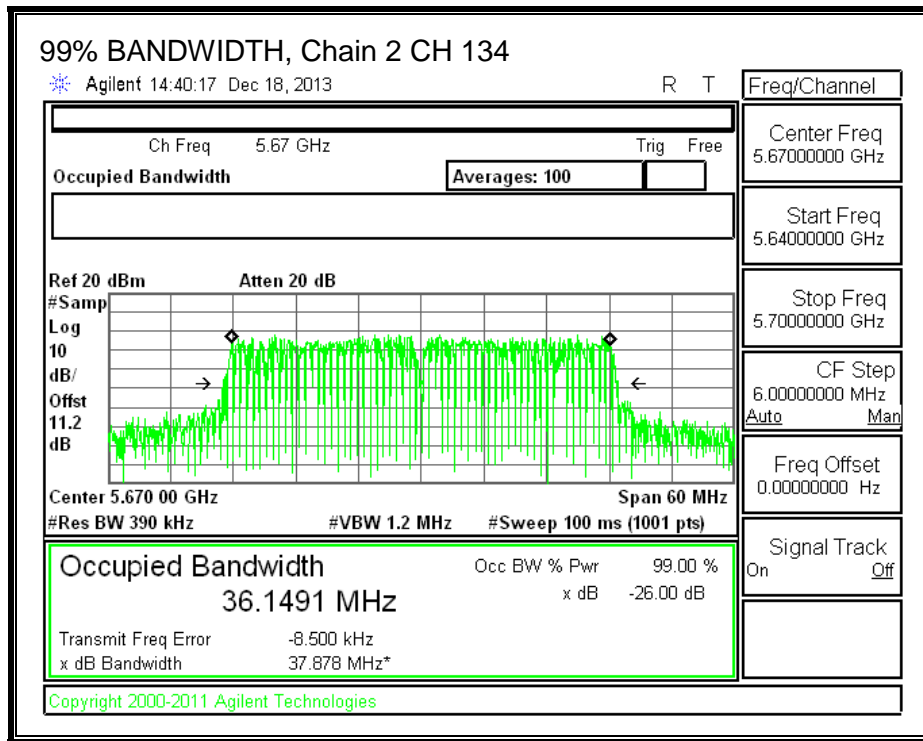 99% BANDWIDTH, Chain 2 CH 134
Agilent 14:40:17 Dec 18, 2013 R T
Freq/Channel
Ch Freq 5.67 GHz Trig Free
Occupied Bandwidth Averages: 100
Center Freq
5.67000000 GHz
Start Freq
5.64000000 GHz
Stop Freq
5.70000000 GHz
CF Step
6.00000000 MHz
Auto Man
Freq Offset
0.00000000 Hz
Signal Track
On Off
Ref 20 dBm Atten 20 dB
#Samp
Log
10
dB/
Offst
11.2
dB
Center 5.670 00 GHz Span 60 MHz
#Res BW 390 kHz #VBW 1.2 MHz #Sweep 100 ms (1001 pts)
Occupied Bandwidth Occ BW % Pwr 99.00 %
36.1491 MHz x dB -26.00 dB
Transmit Freq Error -8.500 kHz
x dB Bandwidth 37.878 MHz*
Copyright 2000-2011 Agilent Technologies